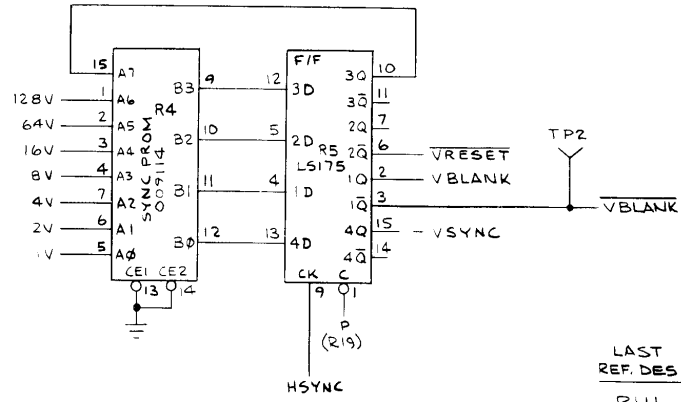 F/F
15 A7
B3 9
12 3D
3Q 10
128V 1 A6
R4
3Q̅ 11
64V 2 A5
B2 10
5 2D
2Q 7
TP2
16V 3 A4
SYNC PROM
009114
R5
LS175
2Q̅ 6 V̅R̅E̅S̅E̅T̅
8V 4 A3
B1 11
4 1D
1Q 2 VBLANK
4V 7 A2
1Q̅ 3 V̅B̅L̅A̅N̅K̅
2V 6 A1
BØ 12
13 4D
4Q 15 VSYNC
1V 5 AØ
4Q̅ 14
CE1 CE2
CK C
13 14
9 1
P
(R19)
HSYNC
LAST
REF. DES